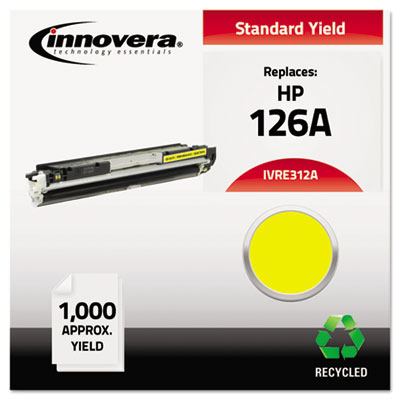 innovera
technology essentials
Standard Yield
Replaces:
HP
126A
IVRE312A
1,000
APPROX.
YIELD
RECYCLED